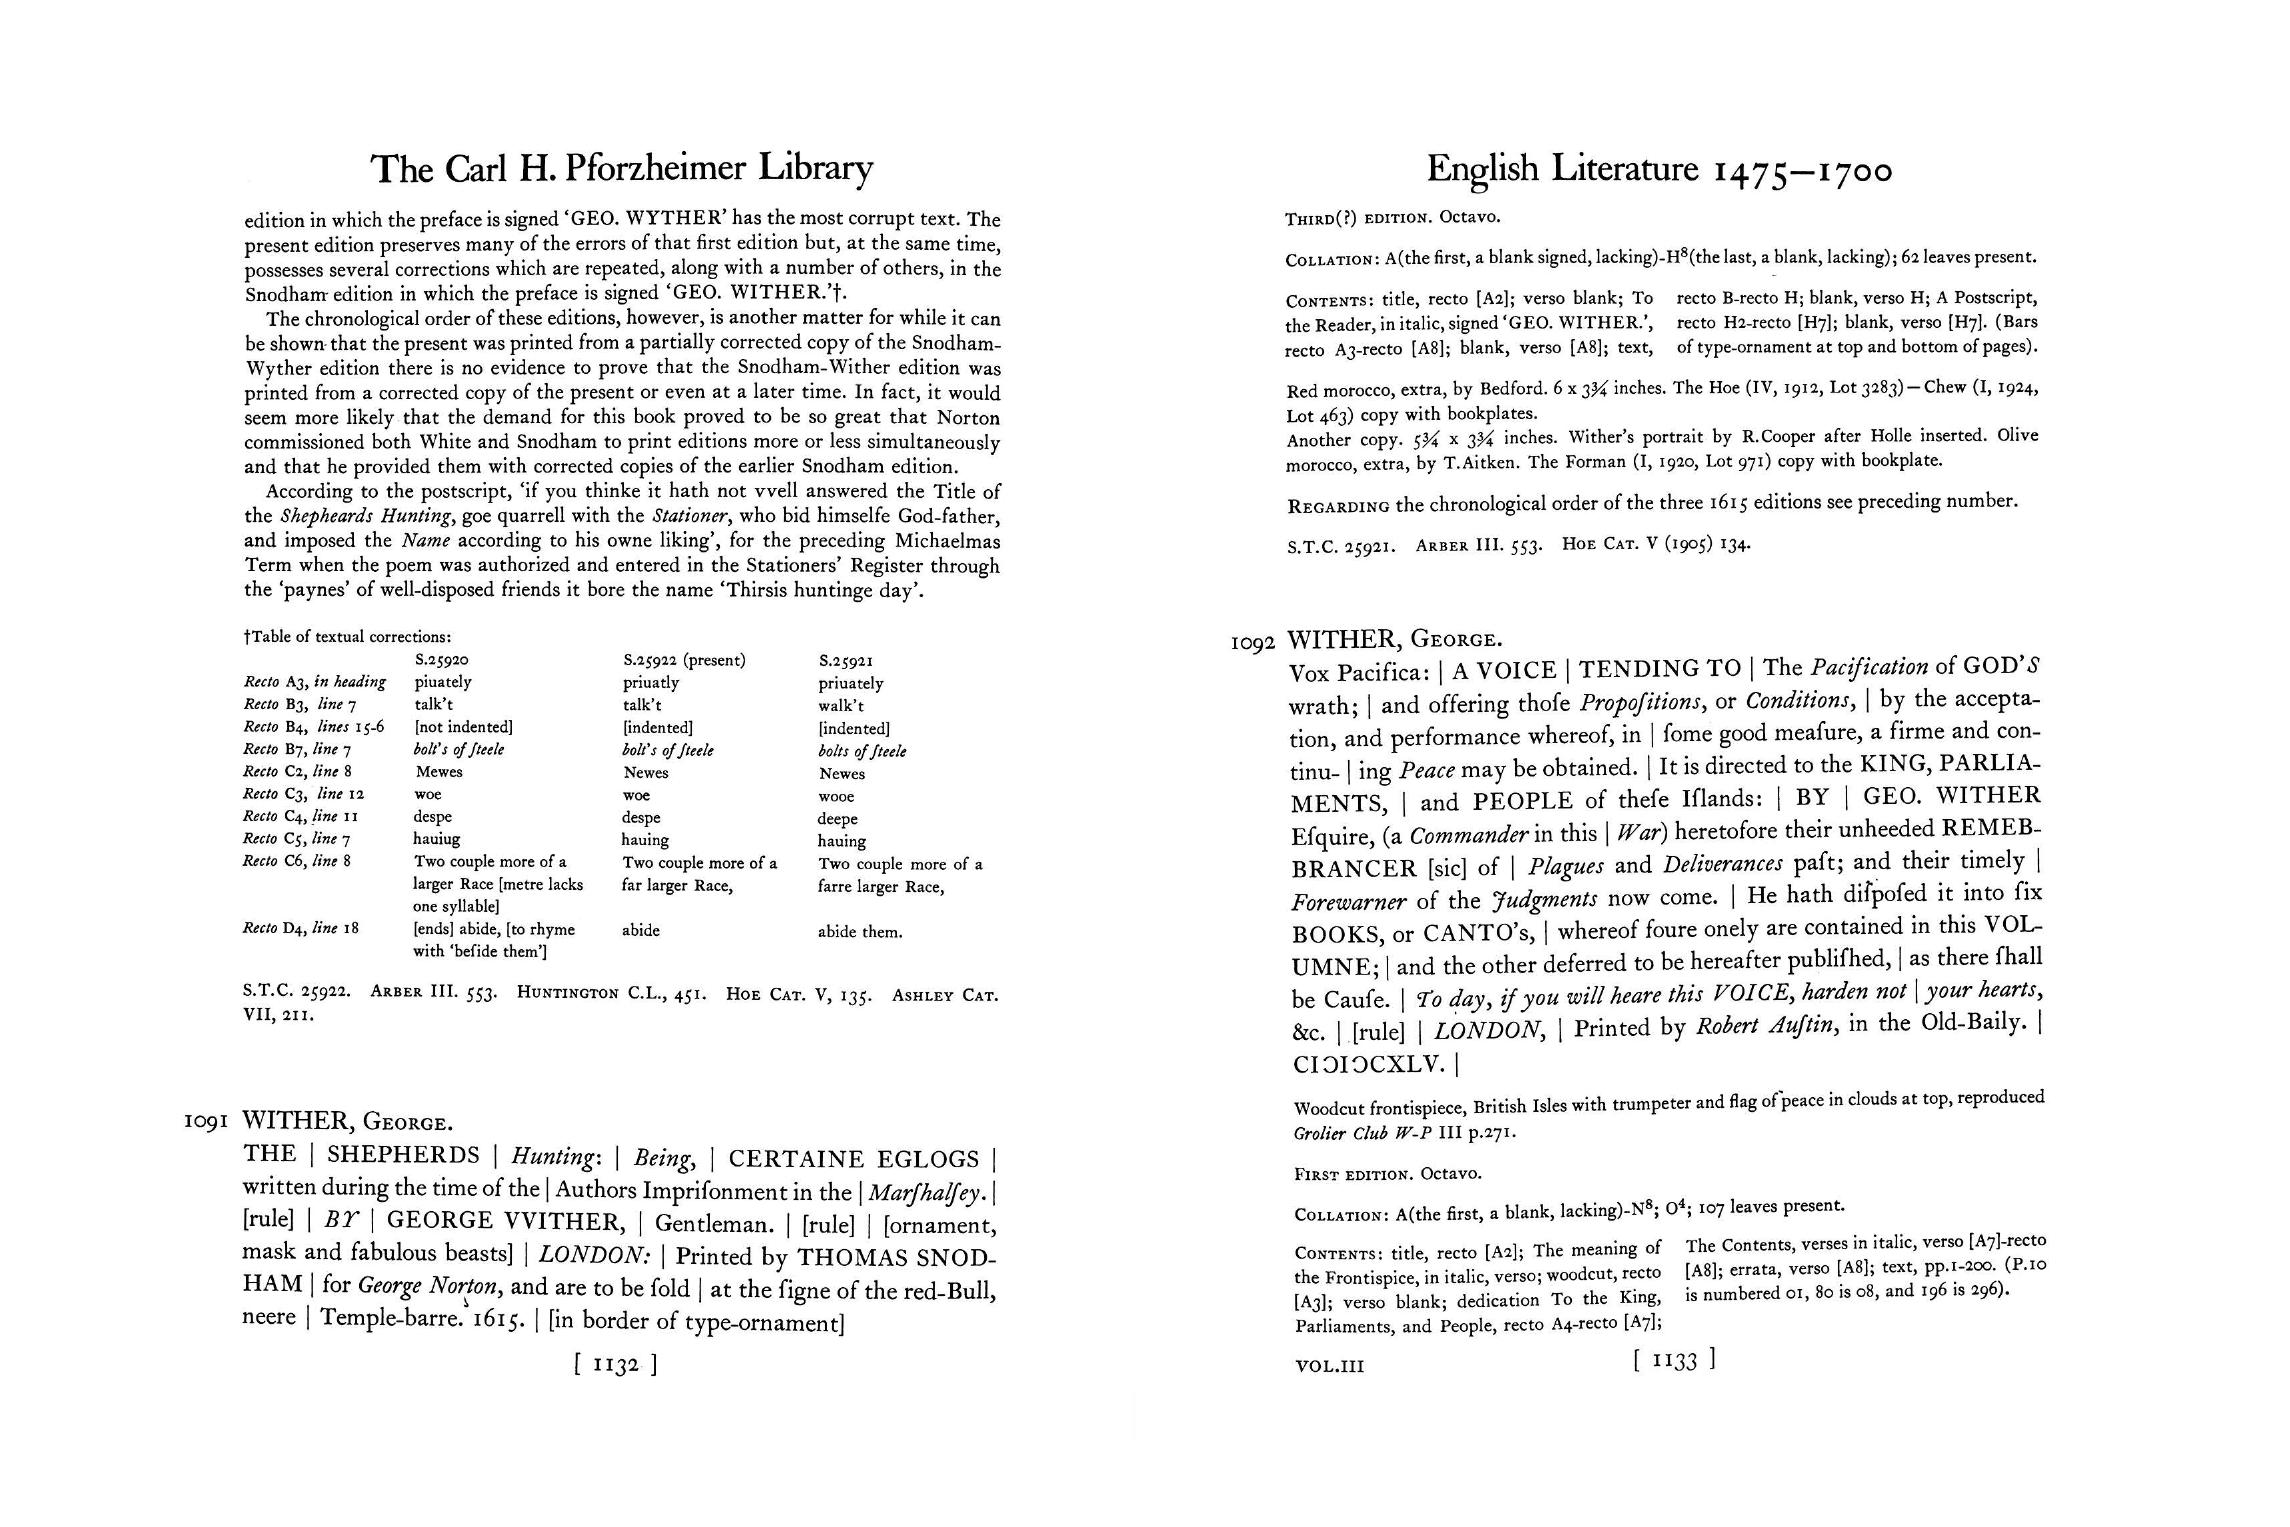 The Carl H. Pforzheimer Library
edition in which the preface is signed ‘GEO. WYTHER’ has the most corrupt text. The
present edition preserves many of the errors of that first edition but, at the same time,
possesses several corrections which are repeated, along with a number of others, in the
Snodham edition in which the preface is signed ‘GEO. WITHER.’†.
The chronological order of these editions, however, is another matter for while it can
be shown that the present was printed from a partially corrected copy of the Snodham-
Wyther edition there is no evidence to prove that the Snodham-Wither edition was
printed from a corrected copy of the present or even at a later time. In fact, it would
seem more likely that the demand for this book proved to be so great that Norton
commissioned both White and Snodham to print editions more or less simultaneously
and that he provided them with corrected copies of the earlier Snodham edition.
According to the postscript, ‘if you thinke it hath not vvell answered the Title of
the Shepheards Hunting, goe quarrell with the Stationer, who bid himselfe God-father,
and imposed the Name according to his owne liking’, for the preceding Michaelmas
Term when the poem was authorized and entered in the Stationers’ Register through
the ‘paynes’ of well-disposed friends it bore the name ‘Thirsis huntinge day’.
†Table of textual corrections:
S.25920 S.25922 (present) S.25921
Recto A3, in heading piuately priuatly priuately
Recto B3, line 7 talk’t talk’t walk’t
Recto B4, lines 15-6 [not indented] [indented] [indented]
Recto B7, line 7 bolt’s of ſteele bolt’s of ſteele bolts of ſteele
Recto C2, line 8 Mewes Newes Newes
Recto C3, line 12 woe woe wooe
Recto C4, line 11 despe despe deepe
Recto C5, line 7 hauiug hauing hauing
Recto C6, line 8 Two couple more of a Two couple more of a Two couple more of a
larger Race [metre lacks far larger Race, farre larger Race,
one syllable]
Recto D4, line 18 [ends] abide, [to rhyme abide abide them.
with ‘beſide them’]
S.T.C. 25922. ARBER III. 553. HUNTINGTON C.L., 451. HOE CAT. V, 135. ASHLEY CAT.
VII, 211.
1091 WITHER, GEORGE.
THE | SHEPHERDS | Hunting: | Being, | CERTAINE EGLOGS |
written during the time of the | Authors Impriſonment in the | Marſhalſey. |
[rule] | BY | GEORGE VVITHER, | Gentleman. | [rule] | [ornament,
mask and fabulous beasts] | LONDON: | Printed by THOMAS SNOD-
HAM | for George Norton, and are to be ſold | at the ſigne of the red-Bull,
neere | Temple-barre. 1615. | [in border of type-ornament]
[ 1132 ]
English Literature 1475–1700
THIRD(?) EDITION. Octavo.
COLLATION: A(the first, a blank signed, lacking)-H⁸(the last, a blank, lacking); 62 leaves present.
CONTENTS: title, recto [A2]; verso blank; To
the Reader, in italic, signed ‘GEO. WITHER.’,
recto A3-recto [A8]; blank, verso [A8]; text,
recto B-recto H; blank, verso H; A Postscript,
recto H2-recto [H7]; blank, verso [H7]. (Bars
of type-ornament at top and bottom of pages).
Red morocco, extra, by Bedford. 6 x 3¾ inches. The Hoe (IV, 1912, Lot 3283)—Chew (I, 1924,
Lot 463) copy with bookplates.
Another copy. 5¾ x 3¾ inches. Wither’s portrait by R.Cooper after Holle inserted. Olive
morocco, extra, by T.Aitken. The Forman (I, 1920, Lot 971) copy with bookplate.
REGARDING the chronological order of the three 1615 editions see preceding number.
S.T.C. 25921. ARBER III. 553. HOE CAT. V (1905) 134.
1092 WITHER, GEORGE.
Vox Pacifica: | A VOICE | TENDING TO | The Pacification of GOD’S
wrath; | and offering thoſe Propoſitions, or Conditions, | by the accepta-
tion, and performance whereof, in | ſome good meaſure, a firme and con-
tinu- | ing Peace may be obtained. | It is directed to the KING, PARLIA-
MENTS, | and PEOPLE of theſe Iſlands: | BY | GEO. WITHER
Eſquire, (a Commander in this | War) heretofore their unheeded REMEB-
BRANCER [sic] of | Plagues and Deliverances paſt; and their timely |
Forewarner of the Judgments now come. | He hath diſpoſed it into ſix
BOOKS, or CANTO’s, | whereof foure onely are contained in this VOL-
UMNE; | and the other deferred to be hereafter publiſhed, | as there ſhall
be Cauſe. | To day, if you will heare this VOICE, harden not | your hearts,
&c. | [rule] | LONDON, | Printed by Robert Auſtin, in the Old-Baily. |
CIↃIↃCXLV. |
Woodcut frontispiece, British Isles with trumpeter and flag of peace in clouds at top, reproduced
Grolier Club W-P III p.271.
FIRST EDITION. Octavo.
COLLATION: A(the first, a blank, lacking)-N⁸; O⁴; 107 leaves present.
CONTENTS: title, recto [A2]; The meaning of
the Frontispice, in italic, verso; woodcut, recto
[A3]; verso blank; dedication To the King,
Parliaments, and People, recto A4-recto [A7];
The Contents, verses in italic, verso [A7]-recto
[A8]; errata, verso [A8]; text, pp.1-200. (P.10
is numbered 01, 80 is 08, and 196 is 296).
VOL.III [ 1133 ]